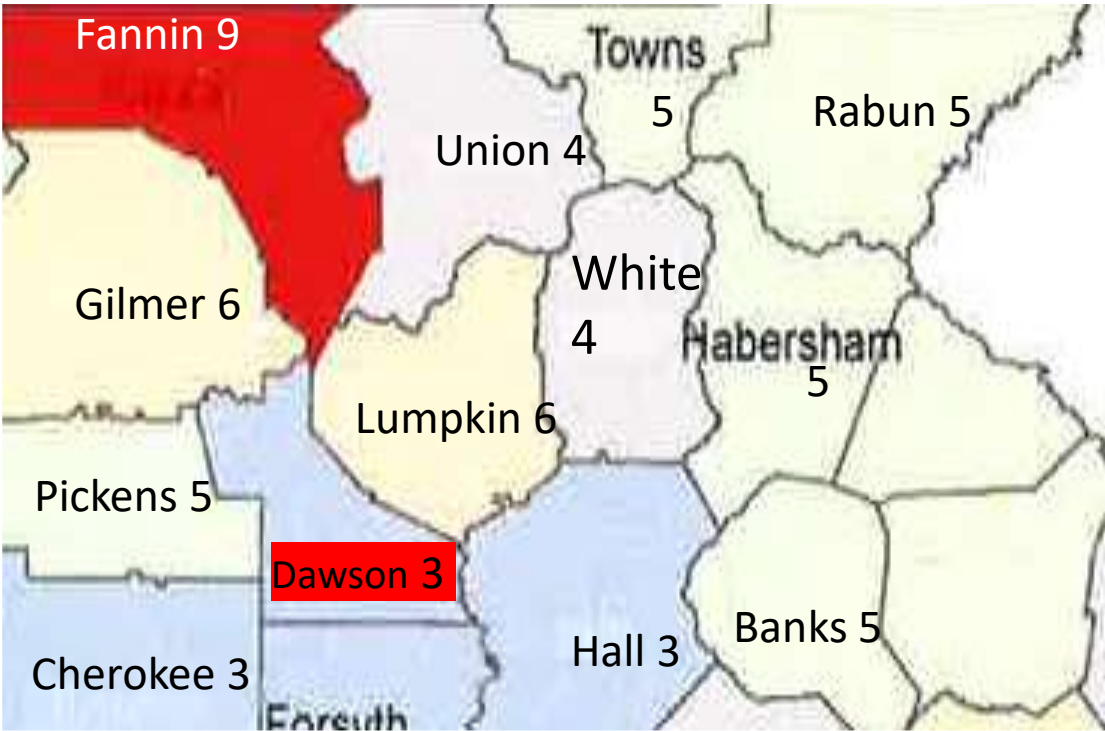 Fannin 9
Towns
5
Rabun 5
Union 4
White
4
Gilmer 6
Habersham
5
Lumpkin 6
Pickens 5
Dawson 3
Banks 5
Hall 3
Cherokee 3
Forsyth